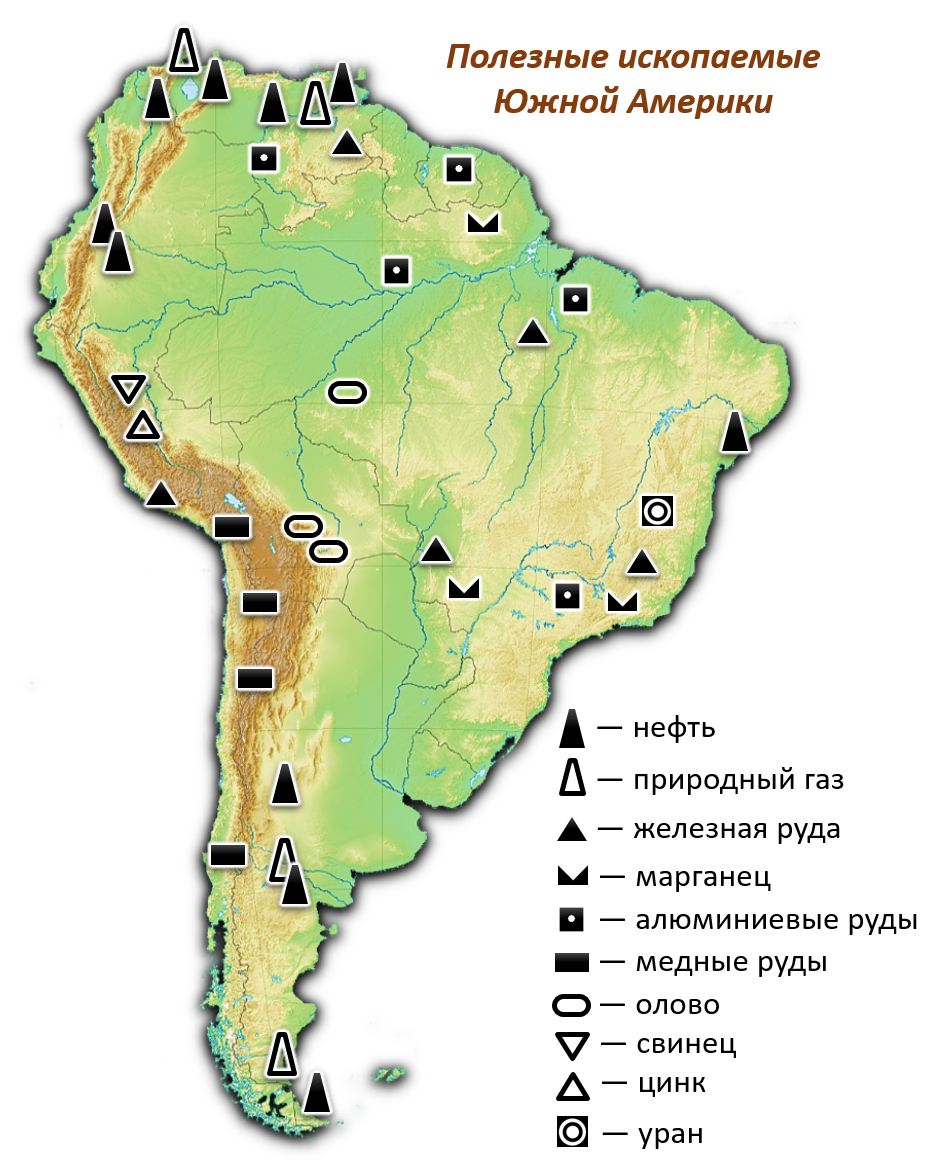 Полезные ископаемые
Южной Америки
— нефть
— природный газ
— железная руда
— марганец
— алюминиевые руды
— медные руды
— олово
— свинец
— цинк
— уран